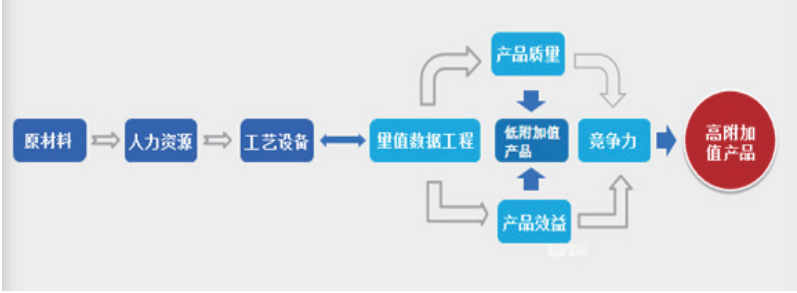 产品质量
原材料
人力资源
工艺设备
量值数据工程
低附加值
产品
竞争力
高附加
值产品
产品效益